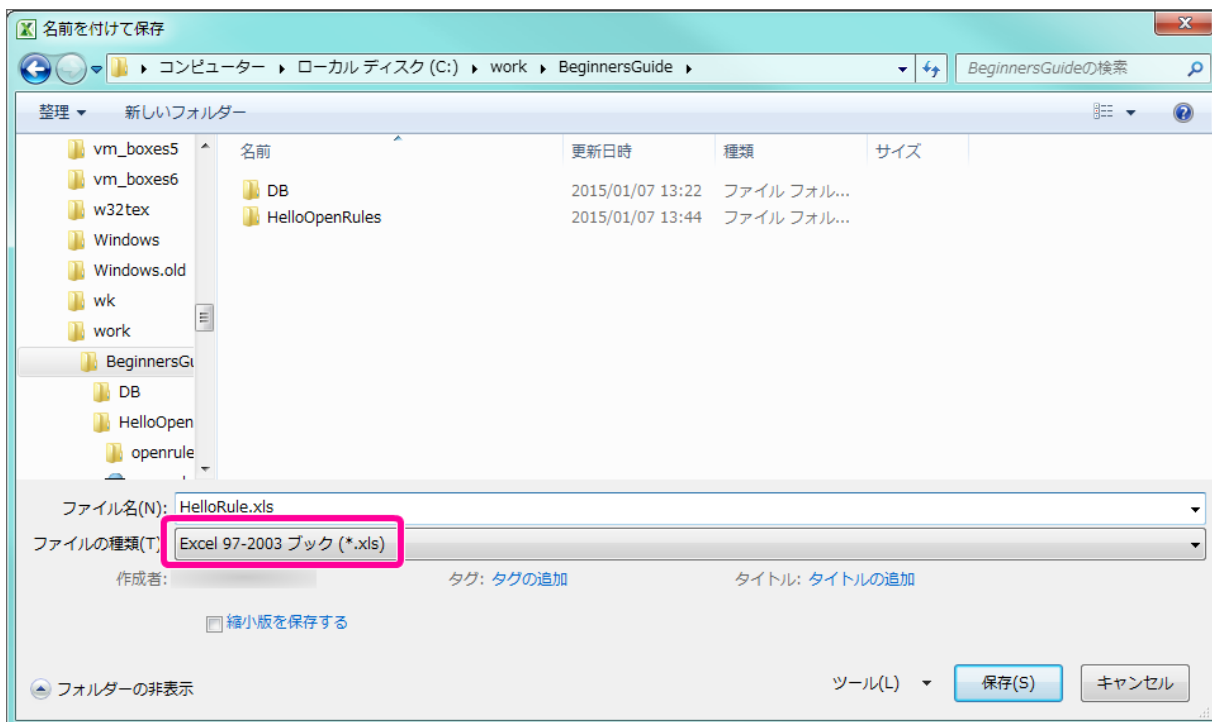 名前を付けて保存
コンピューター ▸ ローカル ディスク (C:) ▸ work ▸ BeginnersGuide ▸
BeginnersGuideの検索
整理 新しいフォルダー
vm_boxes5
vm_boxes6
w32tex
Windows
Windows.old
wk
work
BeginnersGu
DB
HelloOpen
openrule
名前 更新日時 種類 サイズ
DB 2015/01/07 13:22 ファイル フォル...
HelloOpenRules 2015/01/07 13:44 ファイル フォル...
ファイル名(N): HelloRule.xls
ファイルの種類(T) Excel 97-2003 ブック (*.xls)
作成者: タグ: タグの追加 タイトル: タイトルの追加
縮小版を保存する
フォルダーの非表示 ツール(L) 保存(S) キャンセル